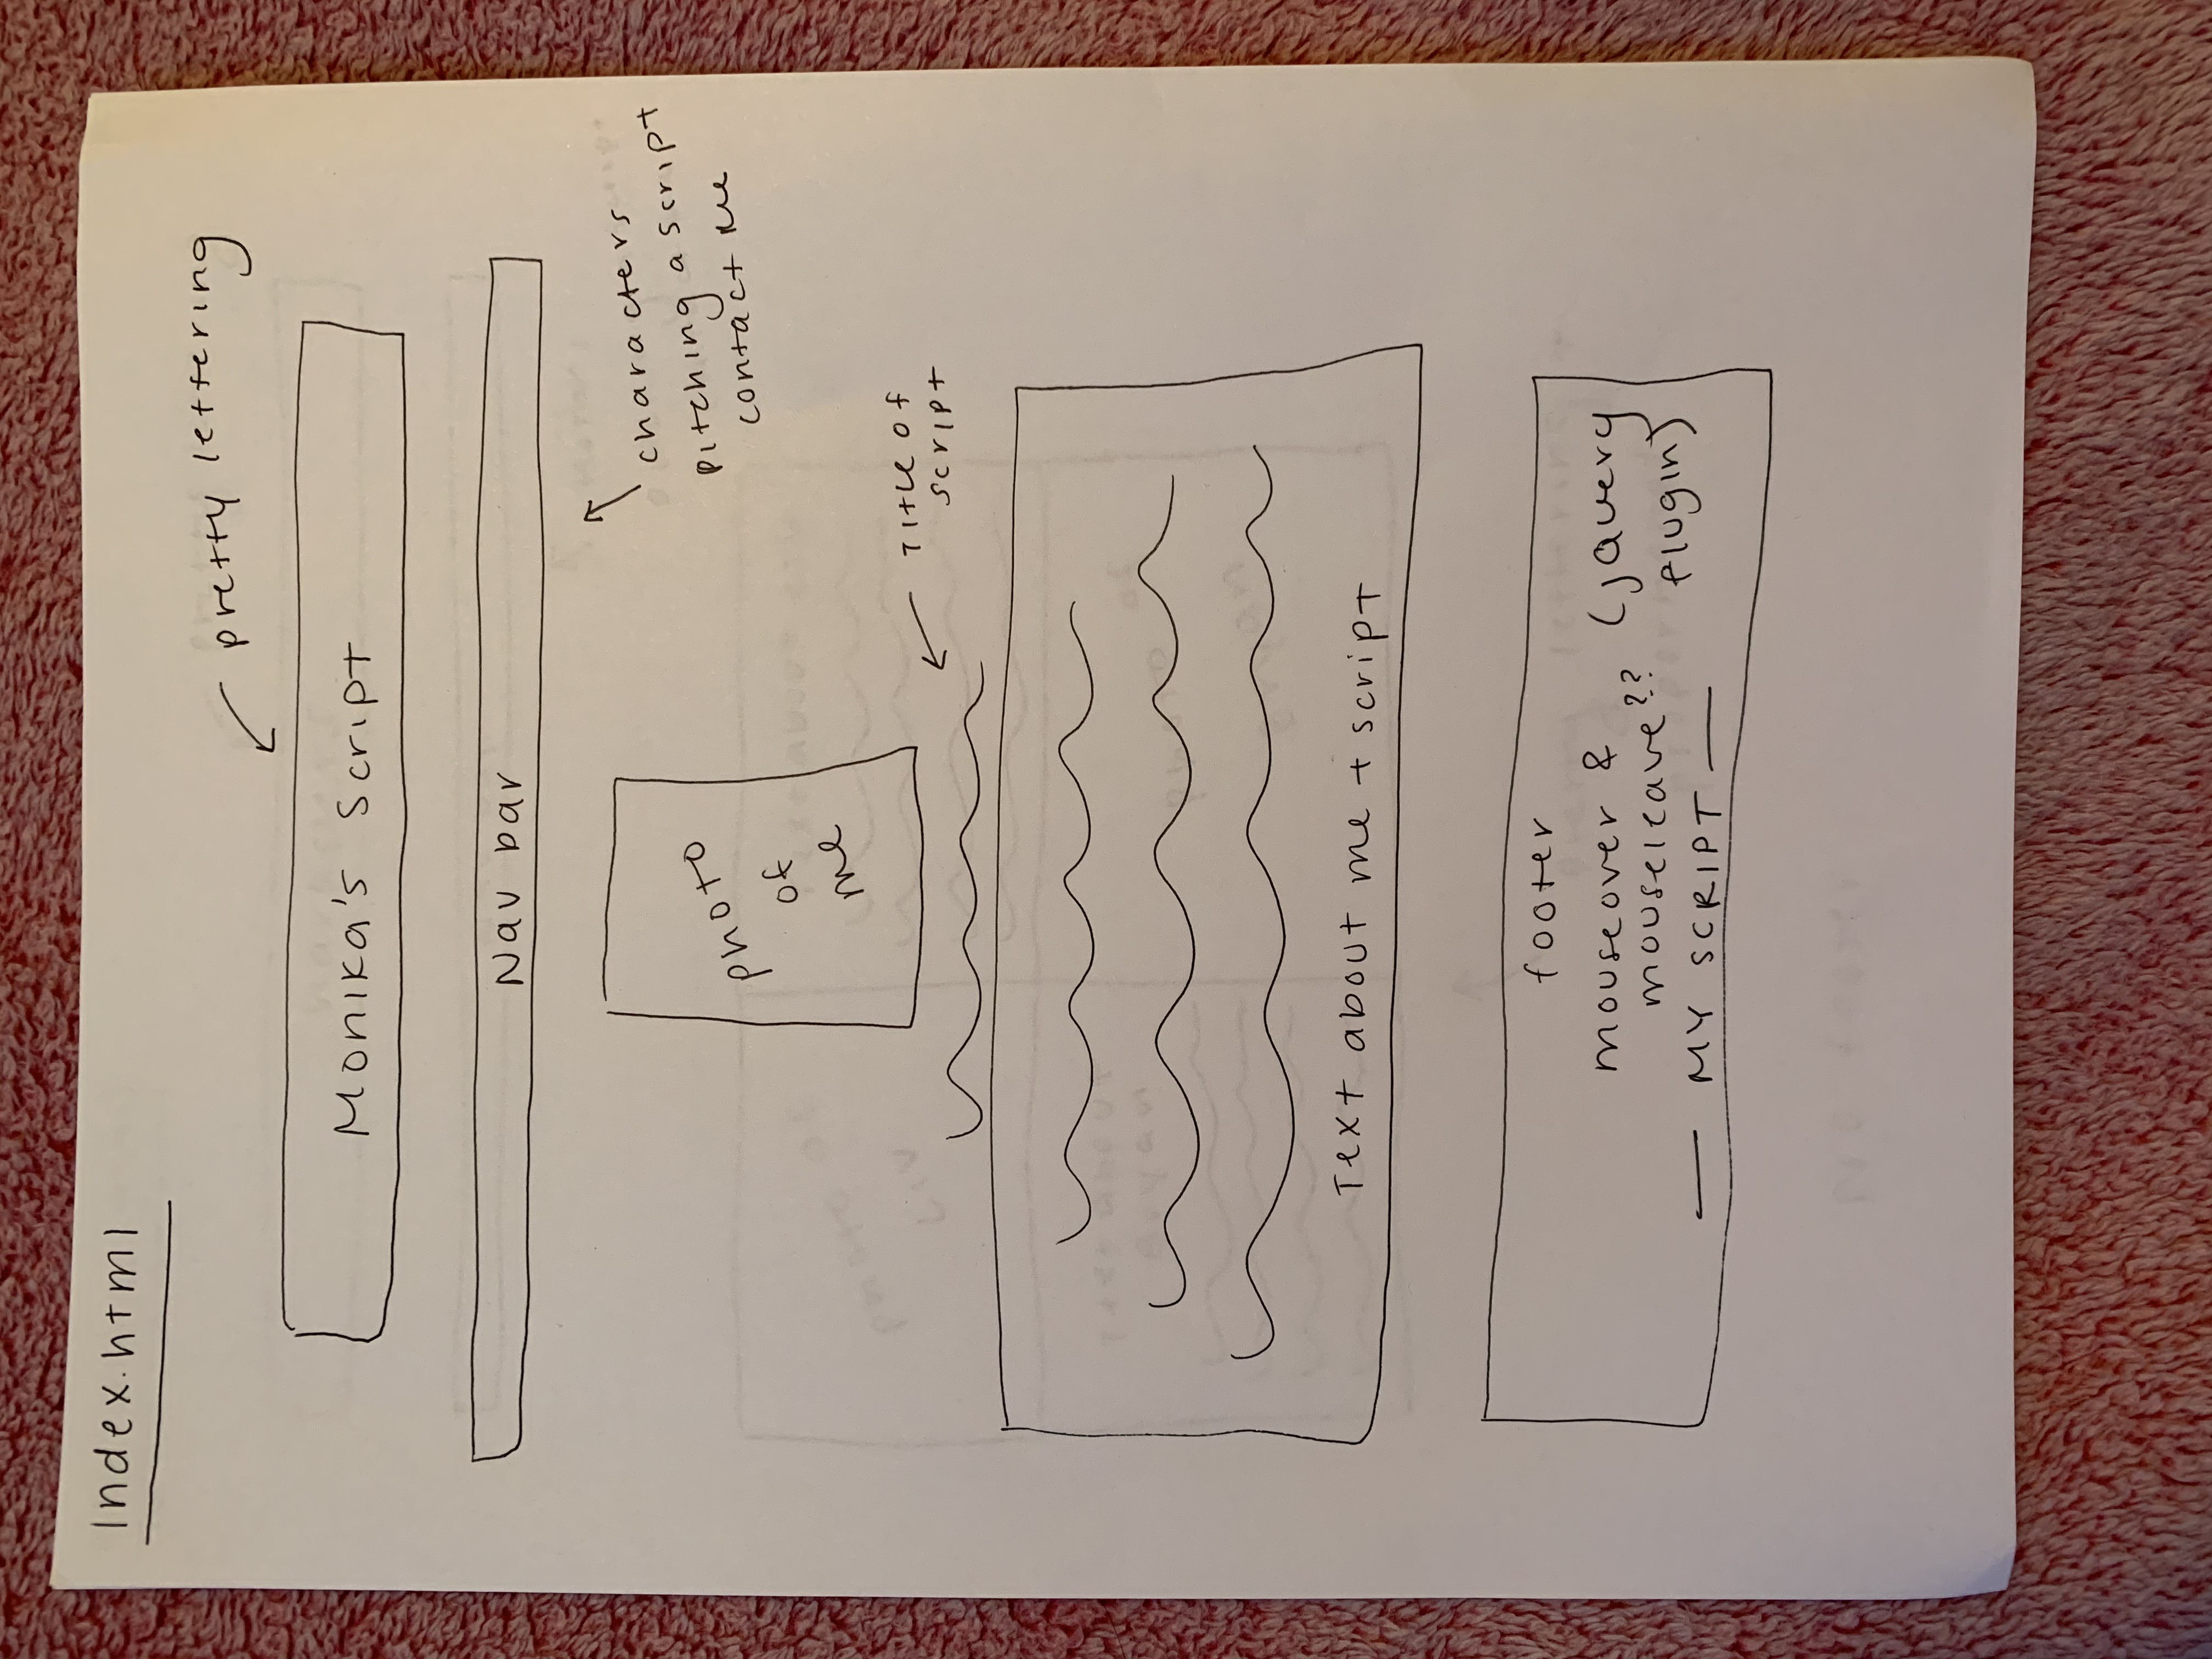 Index.html
pretty lettering
Monika's Script
Nav bar
characters
pitching a script
contact me
photo
of
me
Title of
script
Text about me + script
footer
mouseover &
mouseleave??
(jQuery
plugin)
— MY SCRIPT —